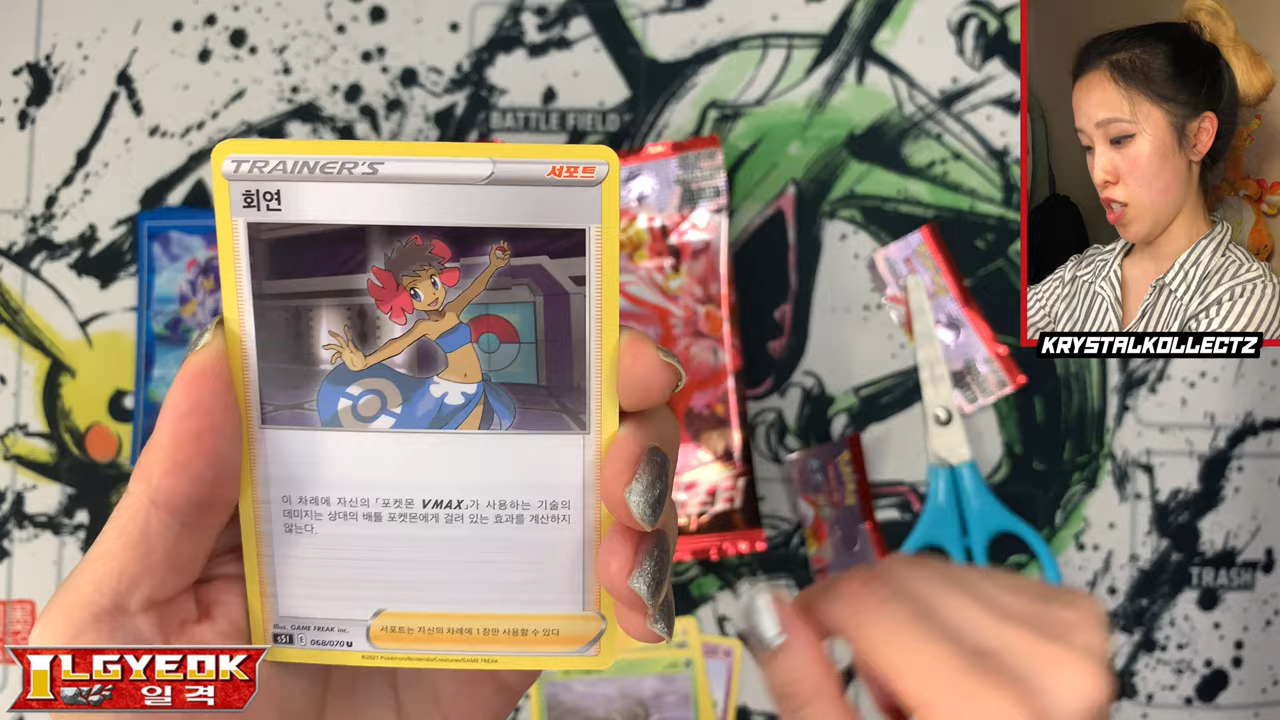 BATTLE FIELD
TRAINER'S
서포트
회연
이 차례에 자신의 「포켓몬 VMAX」가 사용하는 기술의
데미지는 상대의 배틀 포켓몬에게 걸려 있는 효과를 계산하지
않는다.
Illus. GAME FREAK inc.
s5I E 068/070 U
서포트는 자신의 차례에 1장만 사용할 수 있다
©2021 Pokémon/Nintendo/Creatures/GAME FREAK
KRYSTALKOLLECTZ
TRASH
ILGYEOK
일격